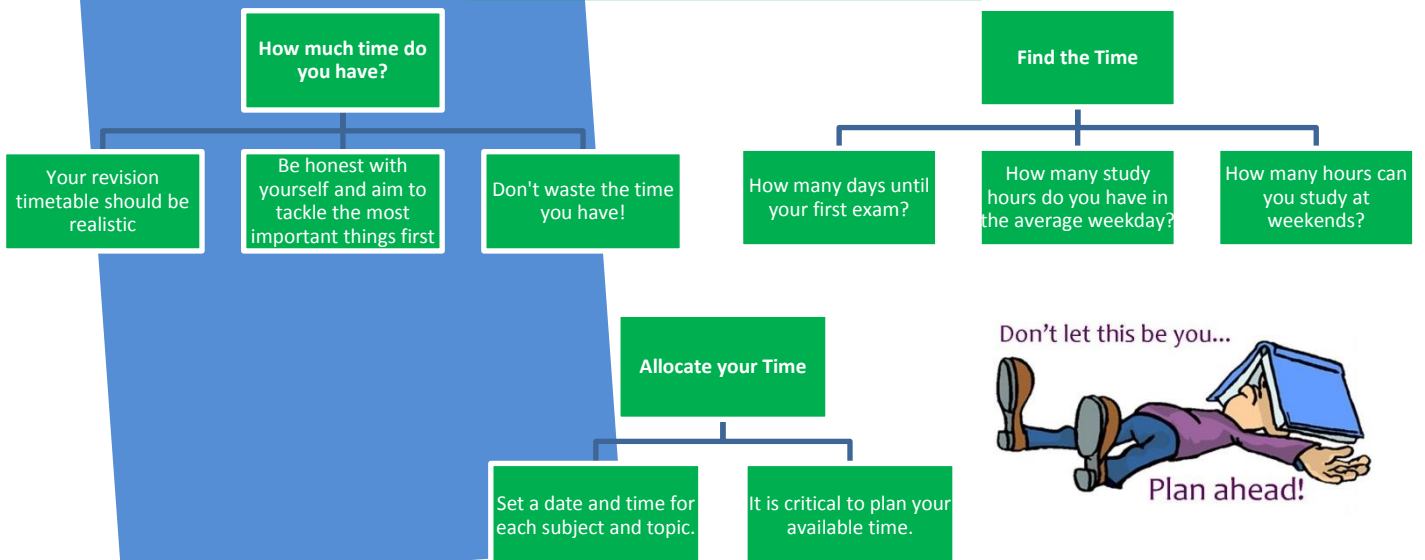 How much time do
you have?
Your revision
timetable should be
realistic
Be honest with
yourself and aim to
tackle the most
important things first
Don't waste the time
you have!
Find the Time
How many days until
your first exam?
How many study
hours do you have in
the average weekday?
How many hours can
you study at
weekends?
Allocate your Time
Set a date and time for
each subject and topic.
It is critical to plan your
available time.
Don’t let this be you...
Plan ahead!